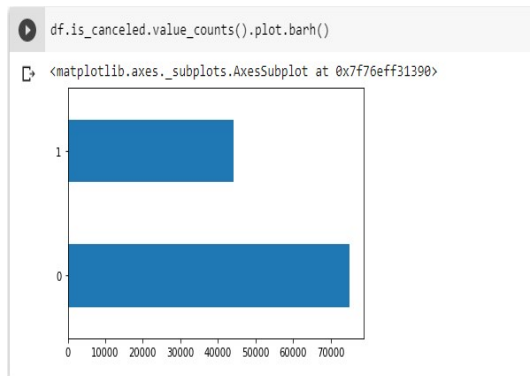 df.is_canceled.value_counts().plot.barh()
<matplotlib.axes._subplots.AxesSubplot at 0x7f76eff31390>
1
0
0 10000 20000 30000 40000 50000 60000 70000